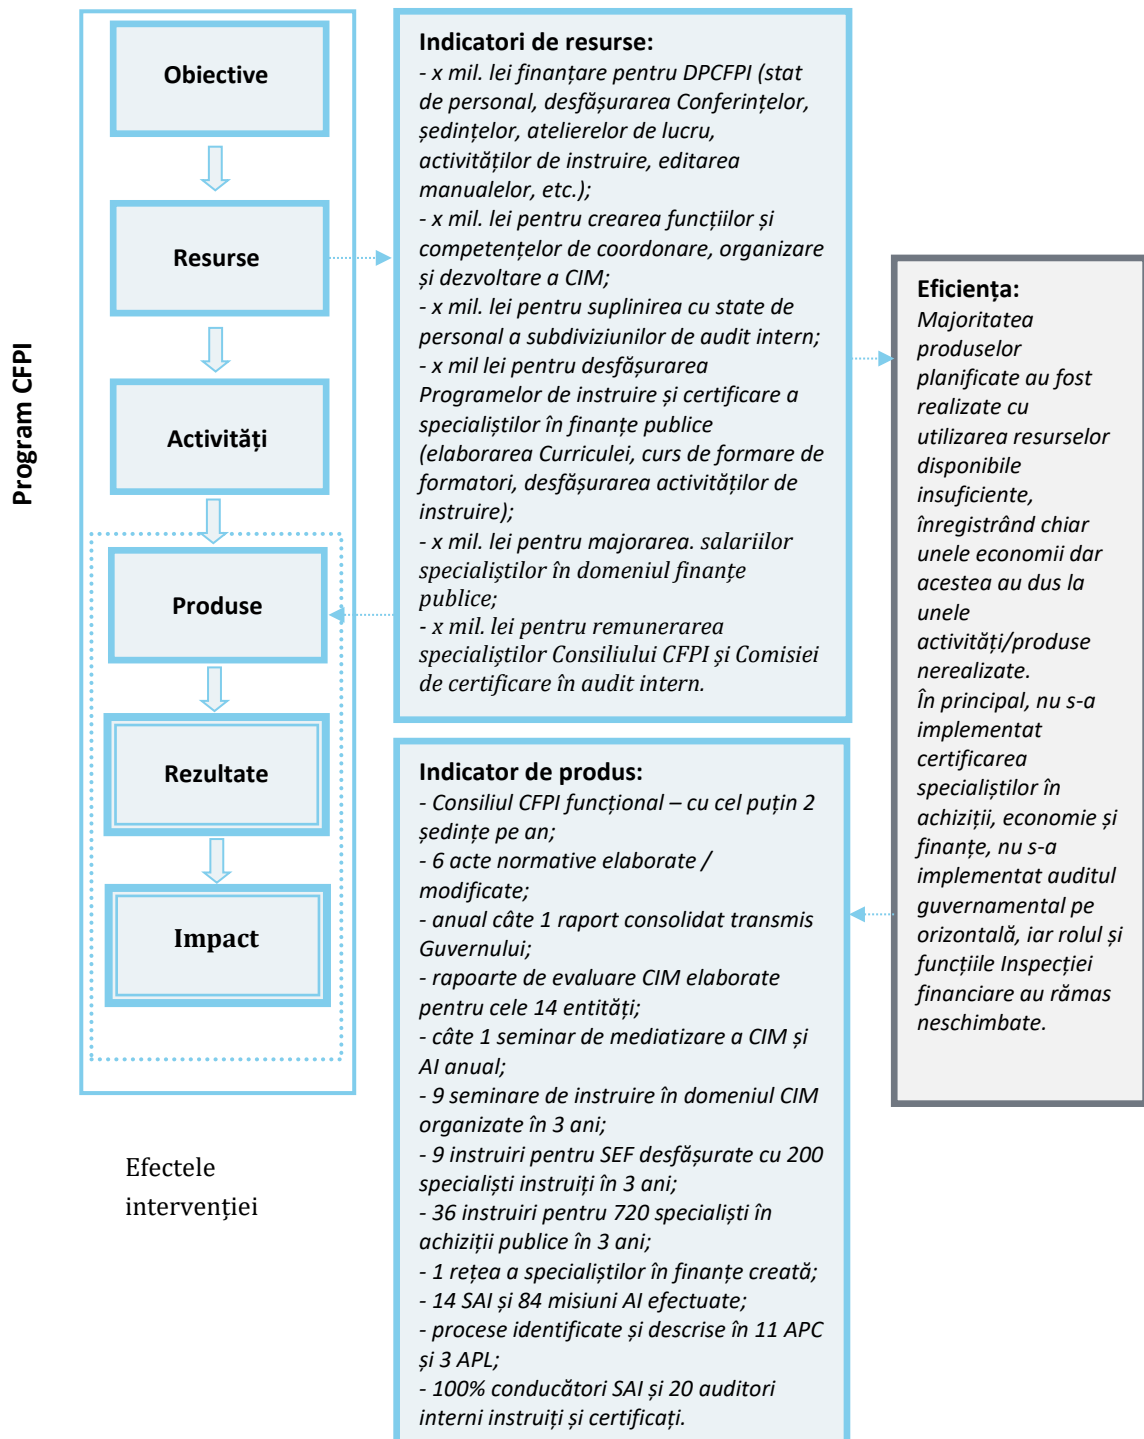 Program CFPI
Obiective
Resurse
Activități
Produse
Rezultate
Impact
Efectele
intervenției
Indicatori de resurse:
- x mil. lei finanțare pentru DPCFPI (stat
de personal, desfășurarea Conferințelor,
ședințelor, atelierelor de lucru,
activităților de instruire, editarea
manualelor, etc.);
- x mil. lei pentru crearea funcțiilor și
competențelor de coordonare, organizare
și dezvoltare a CIM;
- x mil. lei pentru suplinirea cu state de
personal a subdiviziunilor de audit intern;
- x mil lei pentru desfășurarea
Programelor de instruire și certificare a
specialiștilor în finanțe publice
(elaborarea Curriculei, curs de formare de
formatori, desfășurarea activităților de
instruire);
- x mil. lei pentru majorarea. salariilor
specialiștilor în domeniul finanțe
publice;
- x mil. lei pentru remunerarea
specialiștilor Consiliului CFPI și Comisiei
de certificare în audit intern.
Indicator de produs:
- Consiliul CFPI funcțional – cu cel puțin 2
ședințe pe an;
- 6 acte normative elaborate /
modificate;
- anual câte 1 raport consolidat transmis
Guvernului;
- rapoarte de evaluare CIM elaborate
pentru cele 14 entități;
- câte 1 seminar de mediatizare a CIM și
AI anual;
- 9 seminare de instruire în domeniul CIM
organizate în 3 ani;
- 9 instruiri pentru SEF desfășurate cu 200
specialiști instruiți în 3 ani;
- 36 instruiri pentru 720 specialiști în
achiziții publice în 3 ani;
- 1 rețea a specialiștilor în finanțe creată;
- 14 SAI și 84 misiuni AI efectuate;
- procese identificate și descrise în 11 APC
și 3 APL;
- 100% conducători SAI și 20 auditori
interni instruiți și certificați.
Eficiența:
Majoritatea
produselor
planificate au fost
realizate cu
utilizarea resurselor
disponibile
insuficiente,
înregistrând chiar
unele economii dar
acestea au dus la
unele
activități/produse
nerealizate.
În principal, nu s-a
implementat
certificarea
specialiștilor în
achiziții, economie și
finanțe, nu s-a
implementat auditul
guvernamental pe
orizontală, iar rolul și
funcțiile Inspecției
financiare au rămas
neschimbate.